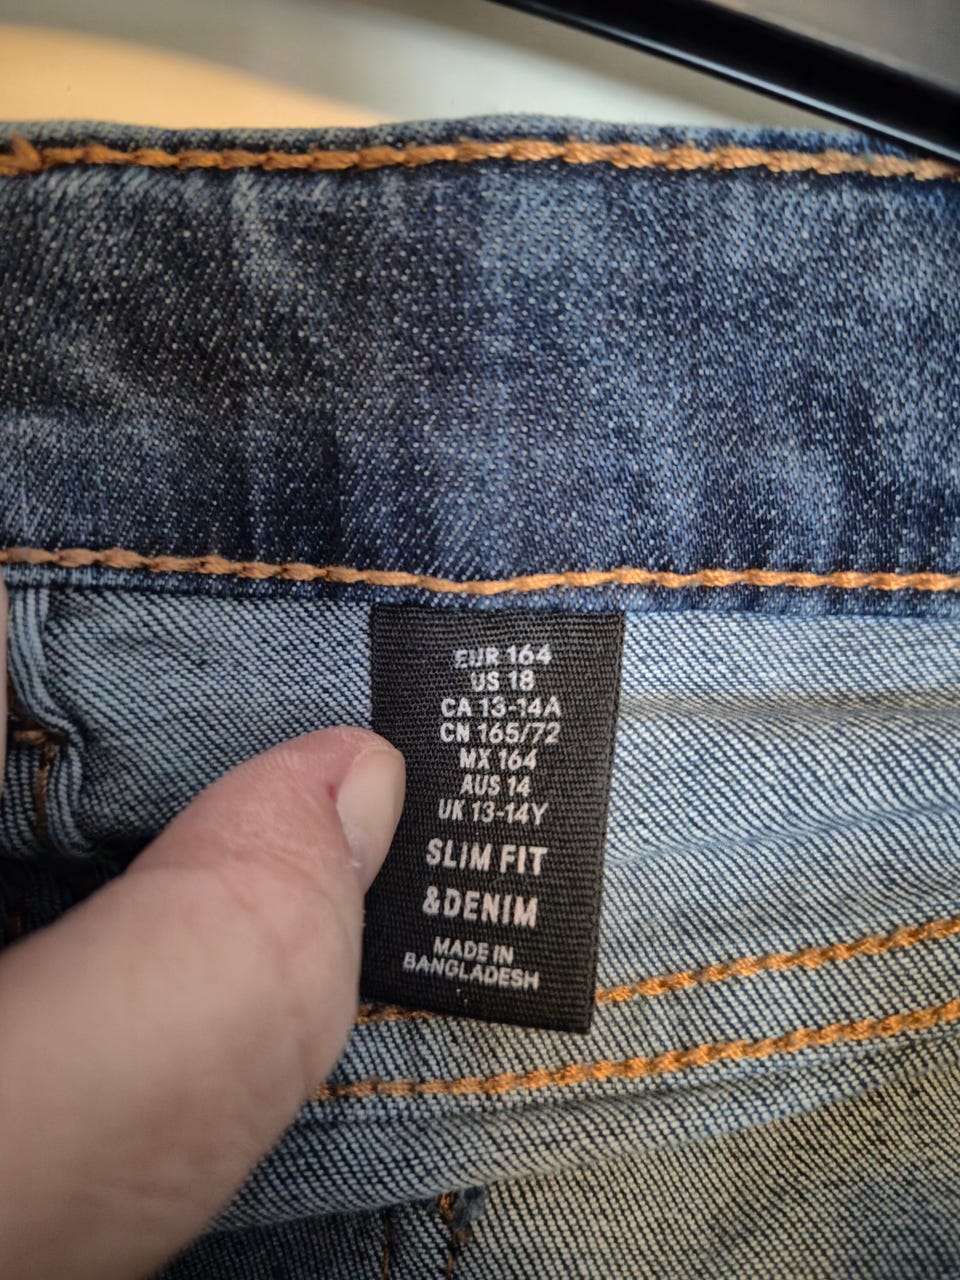 EUR 164
US 18
CA 13-14A
CN 165/72
MX 164
AUS 14
UK 13-14Y
SLIM FIT
&DENIM
MADE IN
BANGLADESH